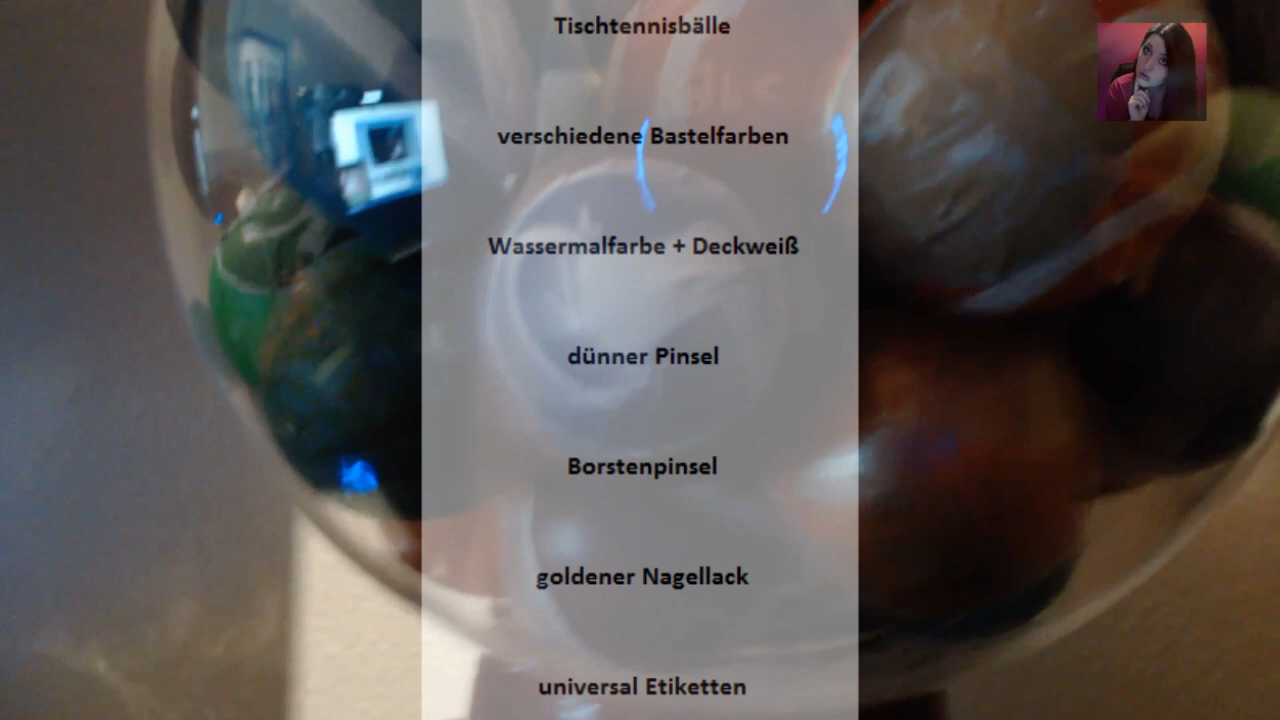 Tischtennisbälle
verschiedene Bastelfarben
Wassermalfarbe + Deckweiß
dünner Pinsel
Borstenpinsel
goldener Nagellack
universal Etiketten